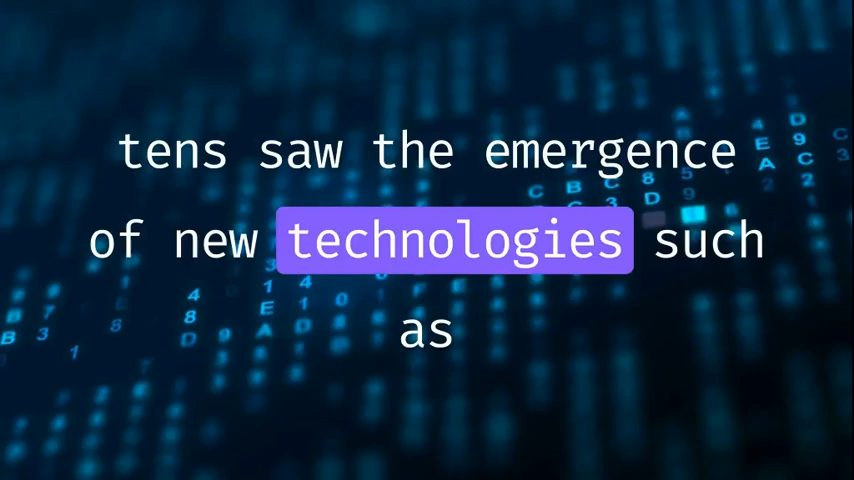 tens saw the emergence
of new technologies such
as